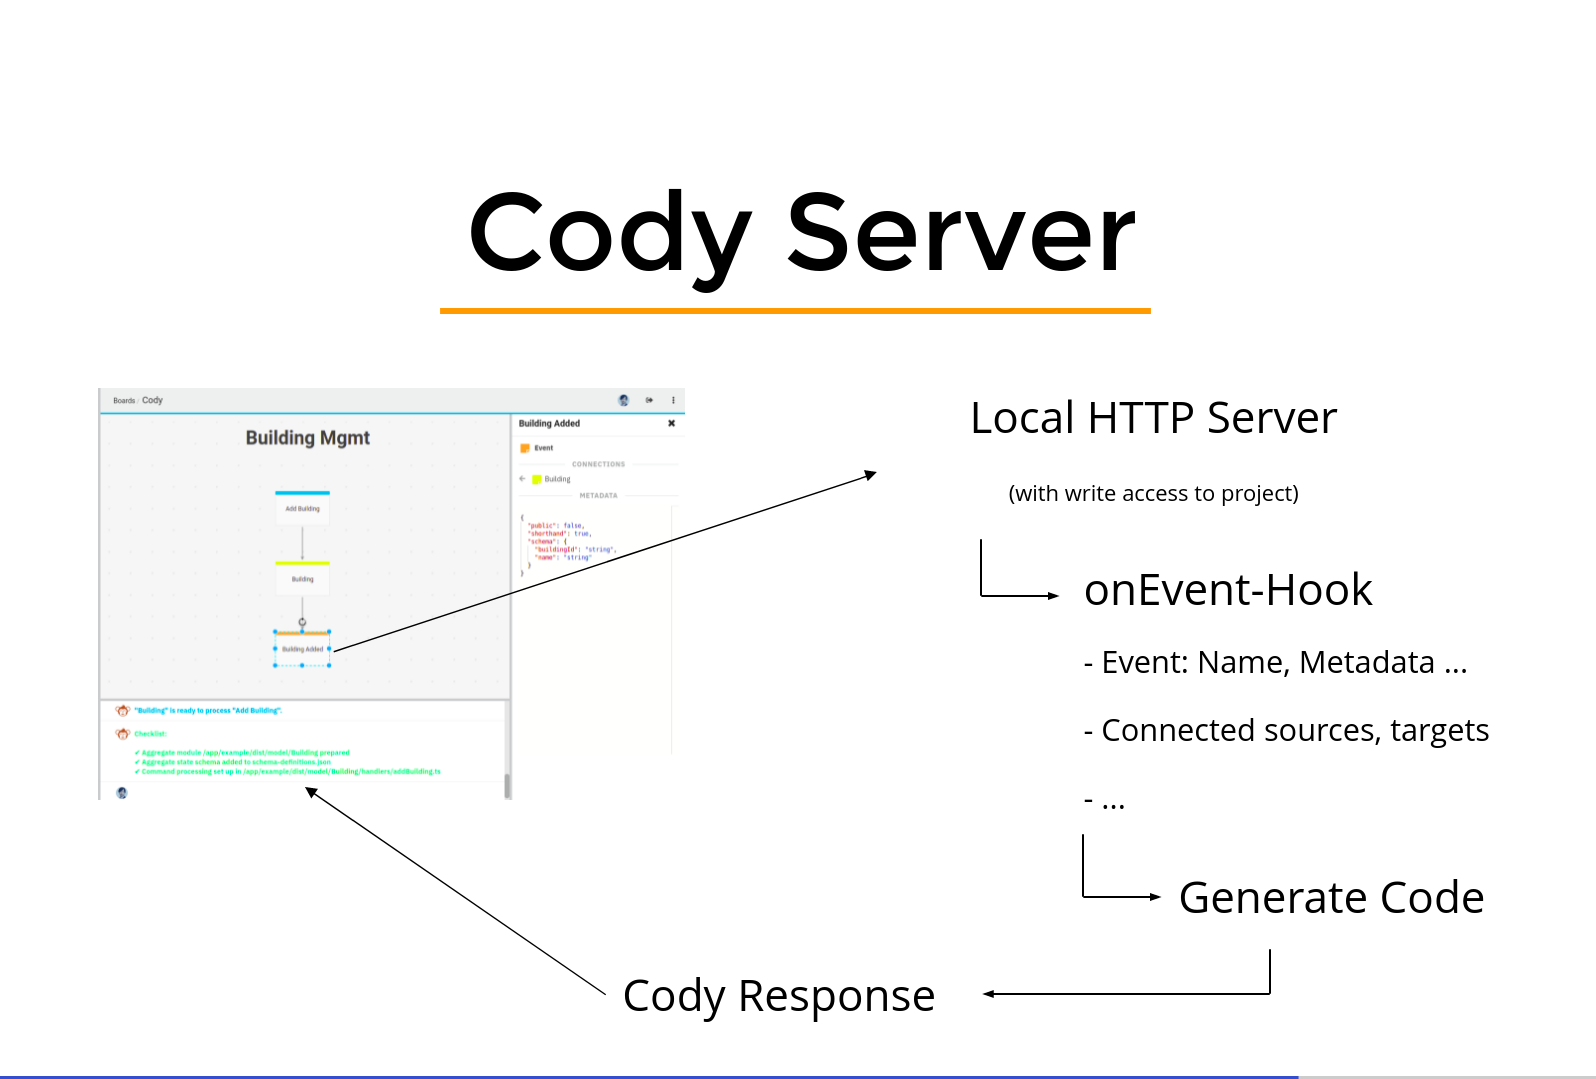 Cody Server
Boards / Cody
Building Mgmt
Add Building
Building
Building Added
Building Added
Event
CONNECTIONS
Building
METADATA
{
"public": false,
"shorthand": true,
"schema": {
"buildingId": "string",
"name": "string"
}
}
"Building" is ready to process "Add Building".
Checklist:
✔ Aggregate module /app/example/dist/model/Building prepared
✔ Aggregate state schema added to schema-definitions.json
✔ Command processing set up in /app/example/dist/model/Building/handlers/addBuilding.ts
Local HTTP Server
(with write access to project)
onEvent-Hook
- Event: Name, Metadata ...
- Connected sources, targets
- ...
Generate Code
Cody Response